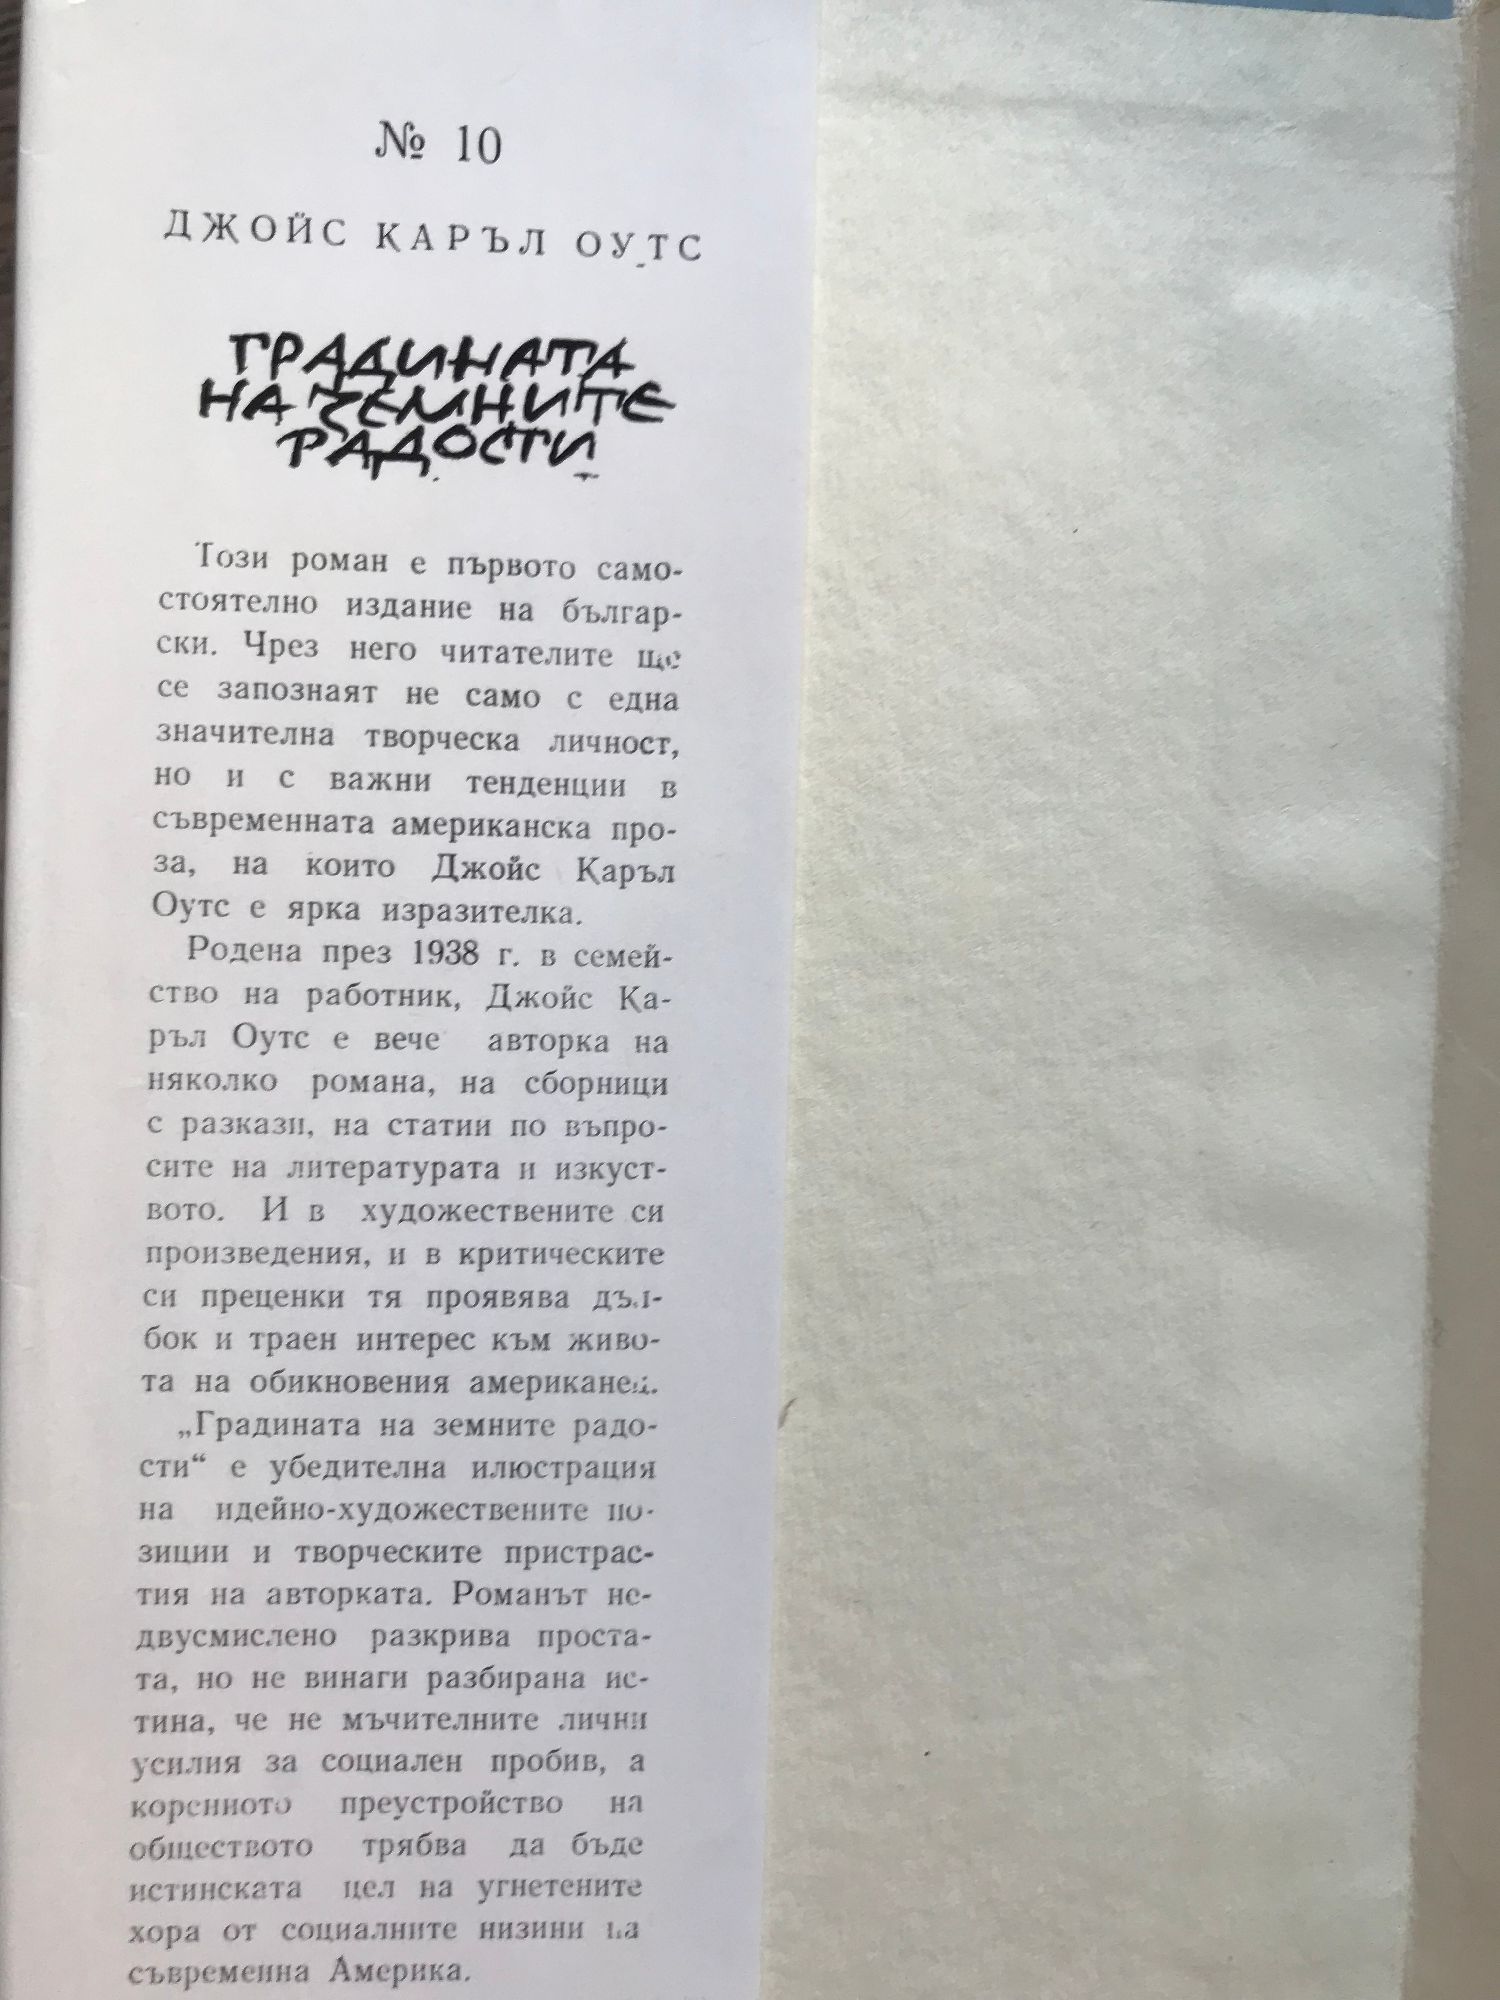 № 10
ДЖОЙС КАРЪЛ ОУТС
ГРАДИНАТА
НА ЗЕМНИТЕ
РАДОСТИ
Този роман е първото само-
стоятелно издание на българ-
ски. Чрез него читателите ще
се запознаят не само с една
значителна творческа личност,
но и с важни тенденции в
съвременната американска про-
за, на които Джойс Каръл
Оутс е ярка изразителка.
Родена през 1938 г. в семей-
ство на работник, Джойс Ка-
ръл Оутс е вече авторка на
няколко романа, на сборници
с разкази, на статии по въпро-
сите на литературата и изкуст-
вото. И в художествените си
произведения, и в критическите
си преценки тя проявява дъл-
бок и траен интерес към живо-
та на обикновения американец.
„Градината на земните радо-
сти“ е убедителна илюстрация
на идейно-художествените по-
зиции и творческите пристрас-
тия на авторката. Романът не-
двусмислено разкрива проста-
та, но не винаги разбирана ис-
тина, че не мъчителните лични
усилия за социален пробив, а
коренното преустройство на
обществото трябва да бъде
истинската цел на угнетените
хора от социалните низини на
съвременна Америка.